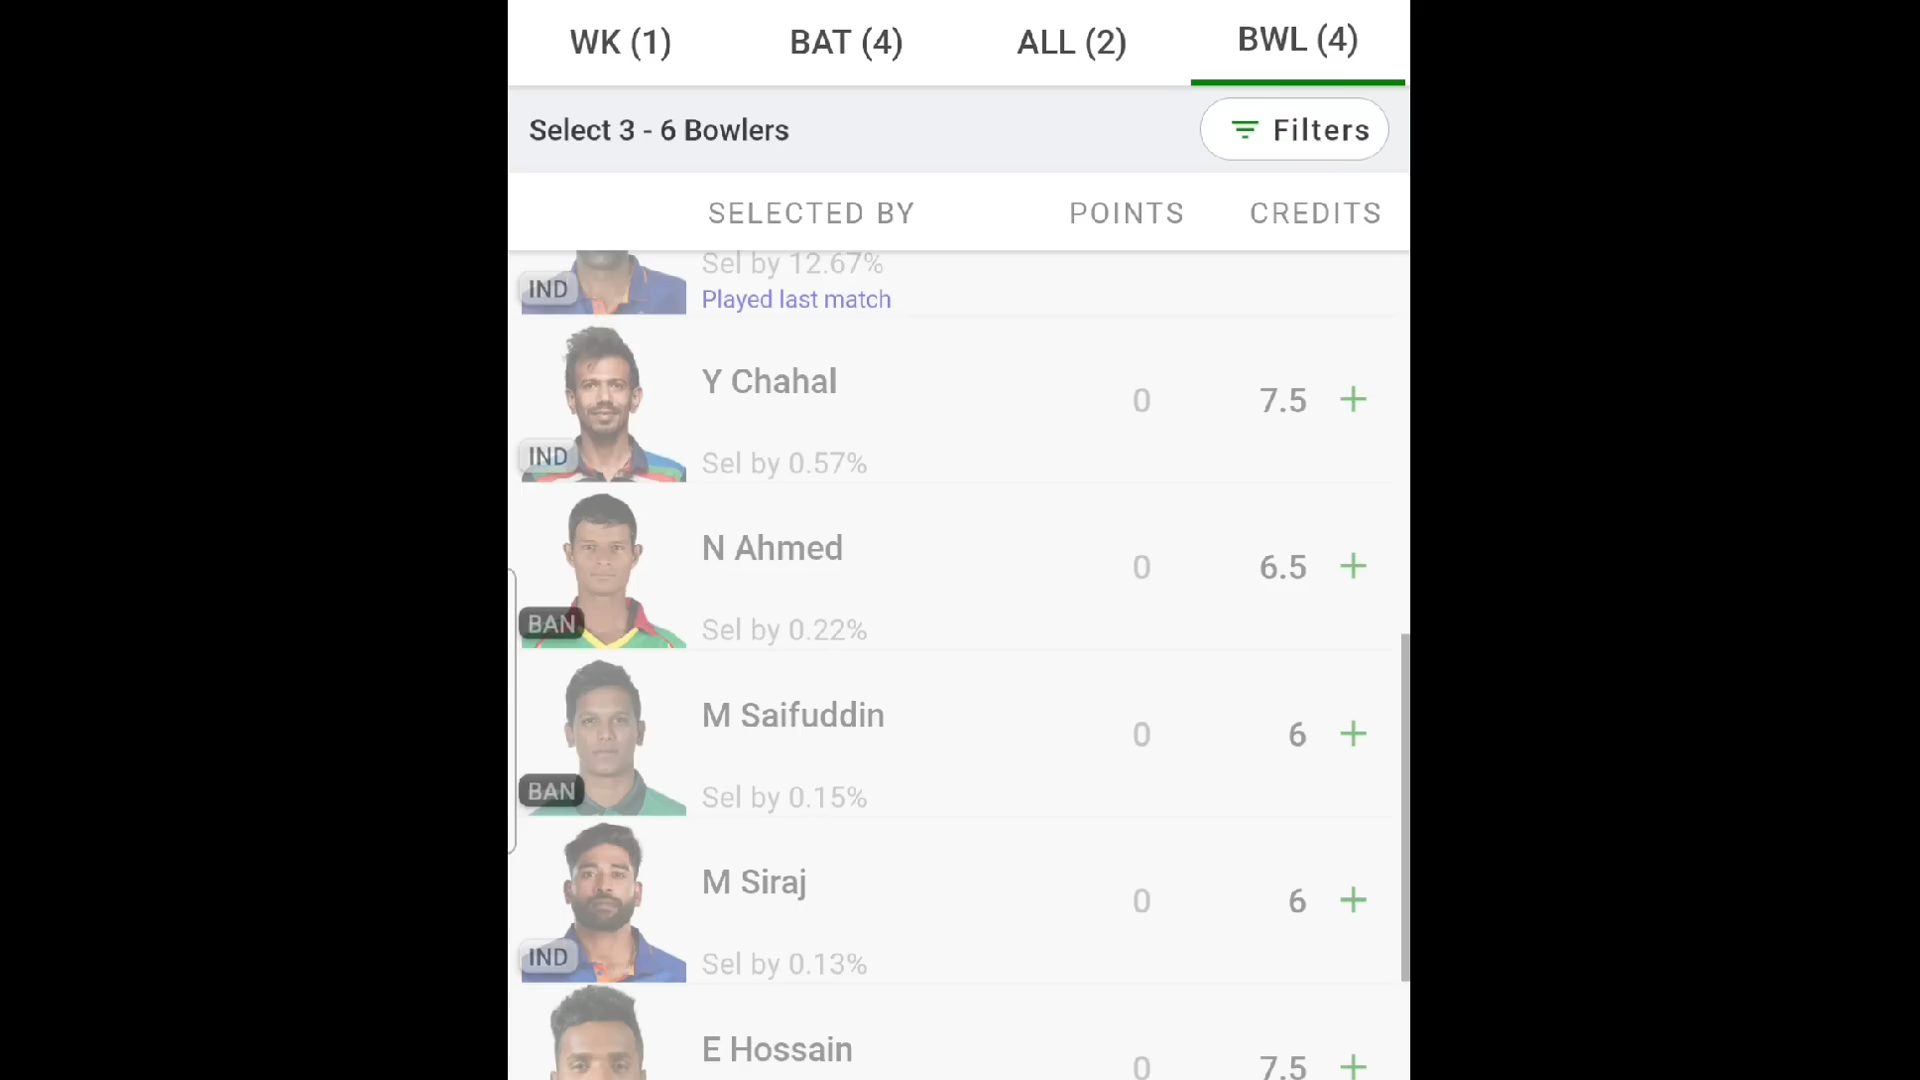 WK (1) BAT (4) ALL (2) BWL (4)
Select 3 - 6 Bowlers Filters
SELECTED BY POINTS CREDITS
Sel by 12.67%
IND Played last match
Y Chahal 0 7.5 +
IND Sel by 0.57%
N Ahmed 0 6.5 +
BAN Sel by 0.22%
M Saifuddin 0 6 +
BAN Sel by 0.15%
M Siraj 0 6 +
IND Sel by 0.13%
E Hossain 0 7.5 +